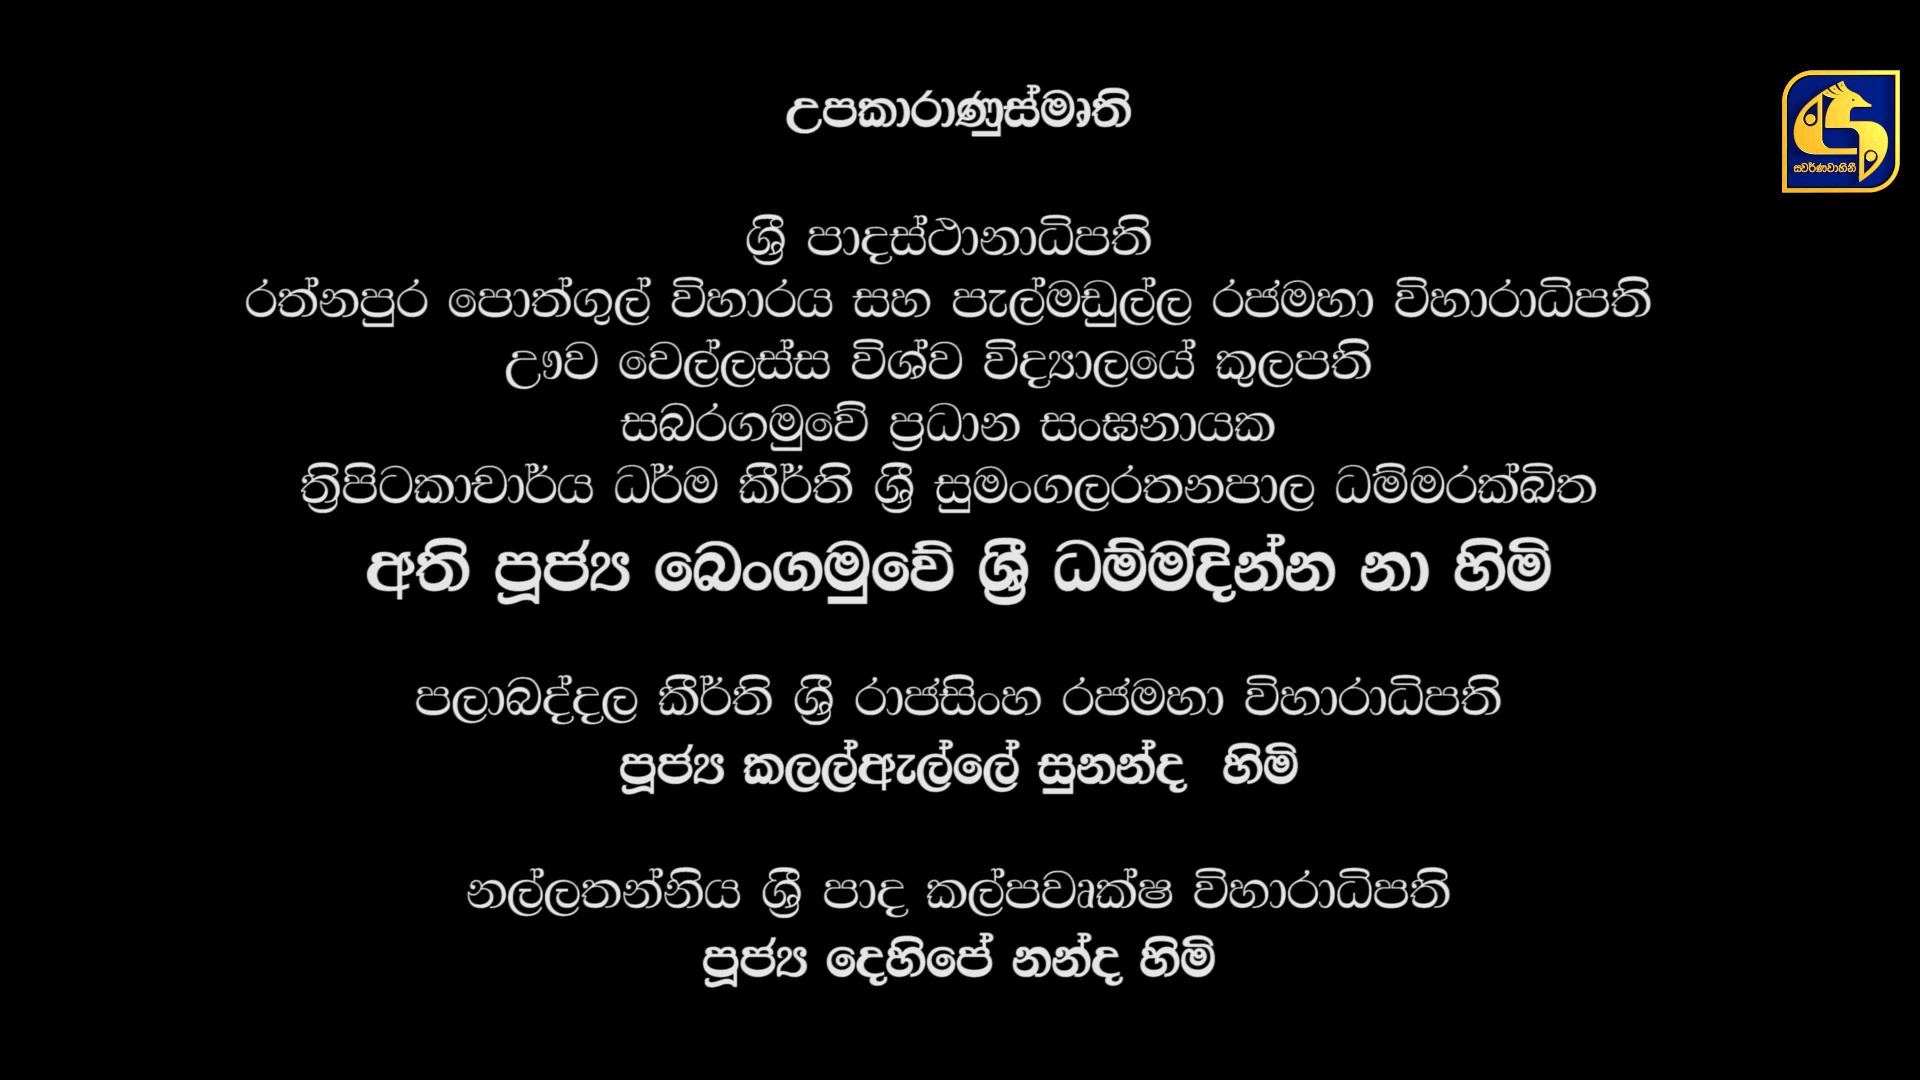 උපකාරාණුස්මෘති
ස්වර්ණවාහිනී
ශ්‍රී පාදස්ථානාධිපති
රත්නපුර පොත්ගුල් විහාරය සහ පැල්මඩුල්ල රජමහා විහාරාධිපති
ඌව වෙල්ලස්ස විශ්ව විද්‍යාලයේ කුලපති
සබරගමුවේ ප්‍රධාන සංඝනායක
ත්‍රිපිටකාචාර්ය ධර්ම කීර්ති ශ්‍රී සුමංගලරතනපාල ධම්මරක්ඛිත
අති පූජ්‍ය බෙංගමුවේ ශ්‍රී ධම්මදින්න නා හිමි
පලාබද්දල කීර්ති ශ්‍රී රාජසිංහ රජමහා විහාරාධිපති
පූජ්‍ය කලල්ඇල්ලේ සුනන්ද හිමි
නල්ලතන්නිය ශ්‍රී පාද කල්පවෘක්ෂ විහාරාධිපති
පූජ්‍ය දෙහිපේ නන්ද හිමි